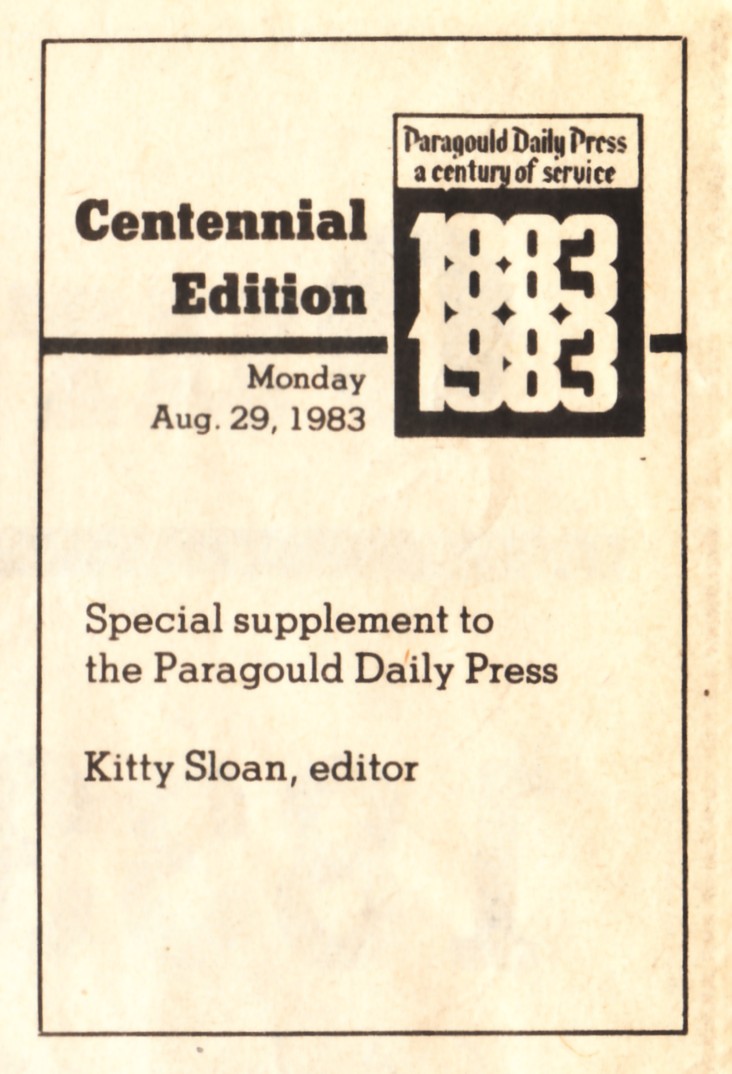 Paragould Daily Press
a century of service
1883
1983
Centennial
Edition
Monday
Aug. 29, 1983
Special supplement to
the Paragould Daily Press
Kitty Sloan, editor